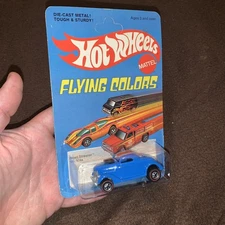 DIE-CAST METAL!
TOUGH & STURDY!
Hot Wheels
MATTEL
FLYING COLORS